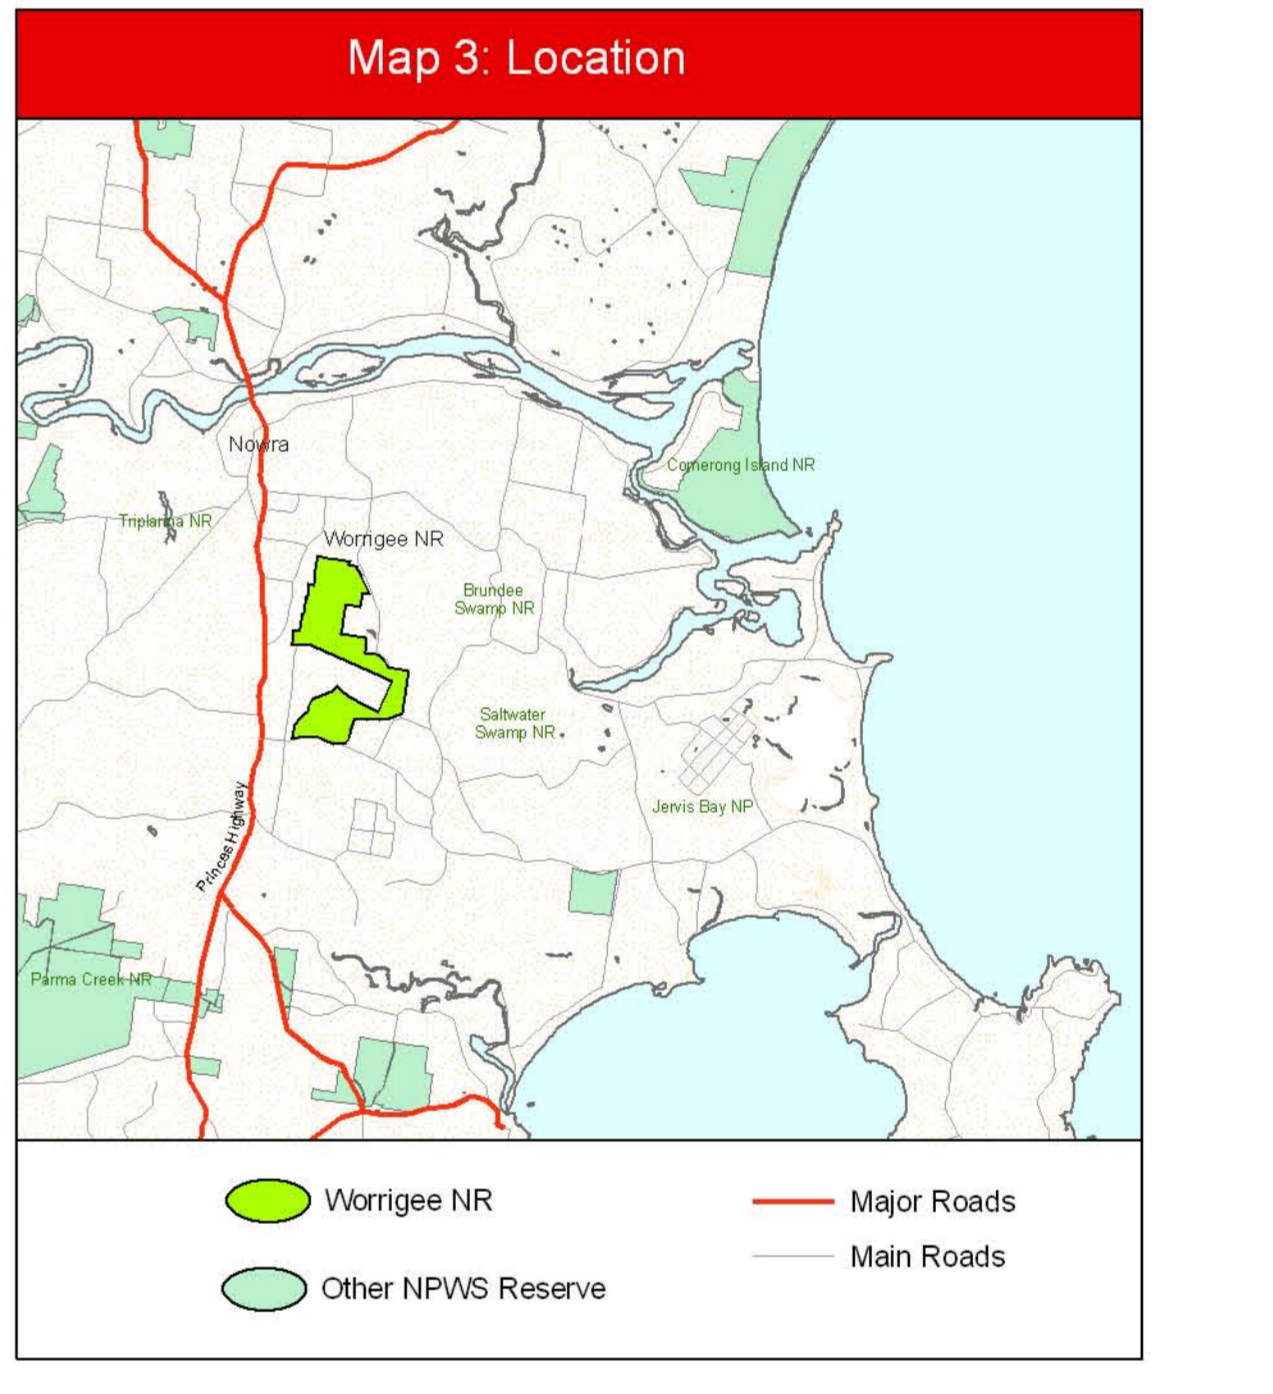 Map 3: Location
Nowra
Comerong Island NR
Triplarina NR
Worrigee NR
Brundee
Swamp NR
Saltwater
Swamp NR
Jervis Bay NP
Princes Highway
Parma Creek NR
Worrigee NR
Major Roads
Main Roads
Other NPWS Reserve